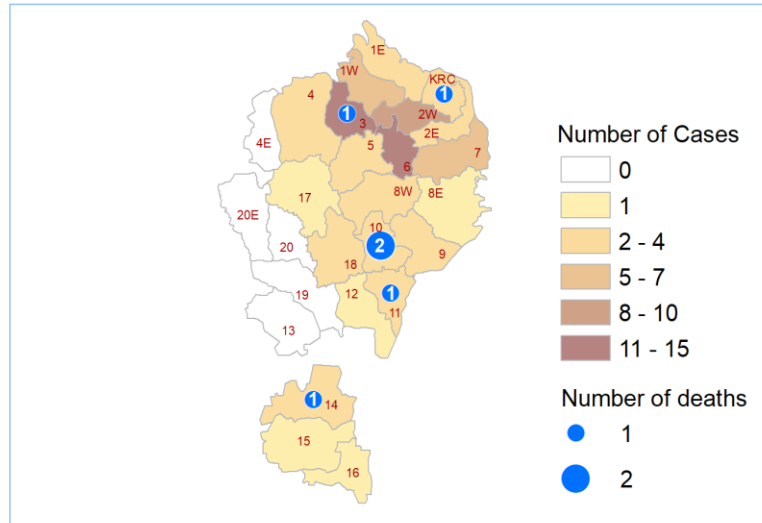 1E
1W
KRC
1
4
1
3
2W
2E
4E
5
7
6
17
8W
8E
20E
10
2
20
9
18
19
12
1
11
13
1
14
15
16
Number of Cases
0
1
2 - 4
5 - 7
8 - 10
11 - 15
Number of deaths
1
2